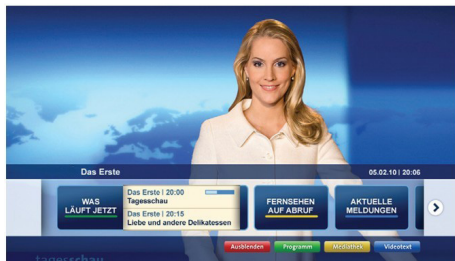 Das Erste
05.02.10 | 20:06
WAS
LÄUFT JETZT
Das Erste | 20:00
Tagesschau
Das Erste | 20:15
Liebe und andere Delikatessen
FERNSEHEN
AUF ABRUF
AKTUELLE
MELDUNGEN
Ausblenden
Programm
Mediathek
Videotext
tagesschau